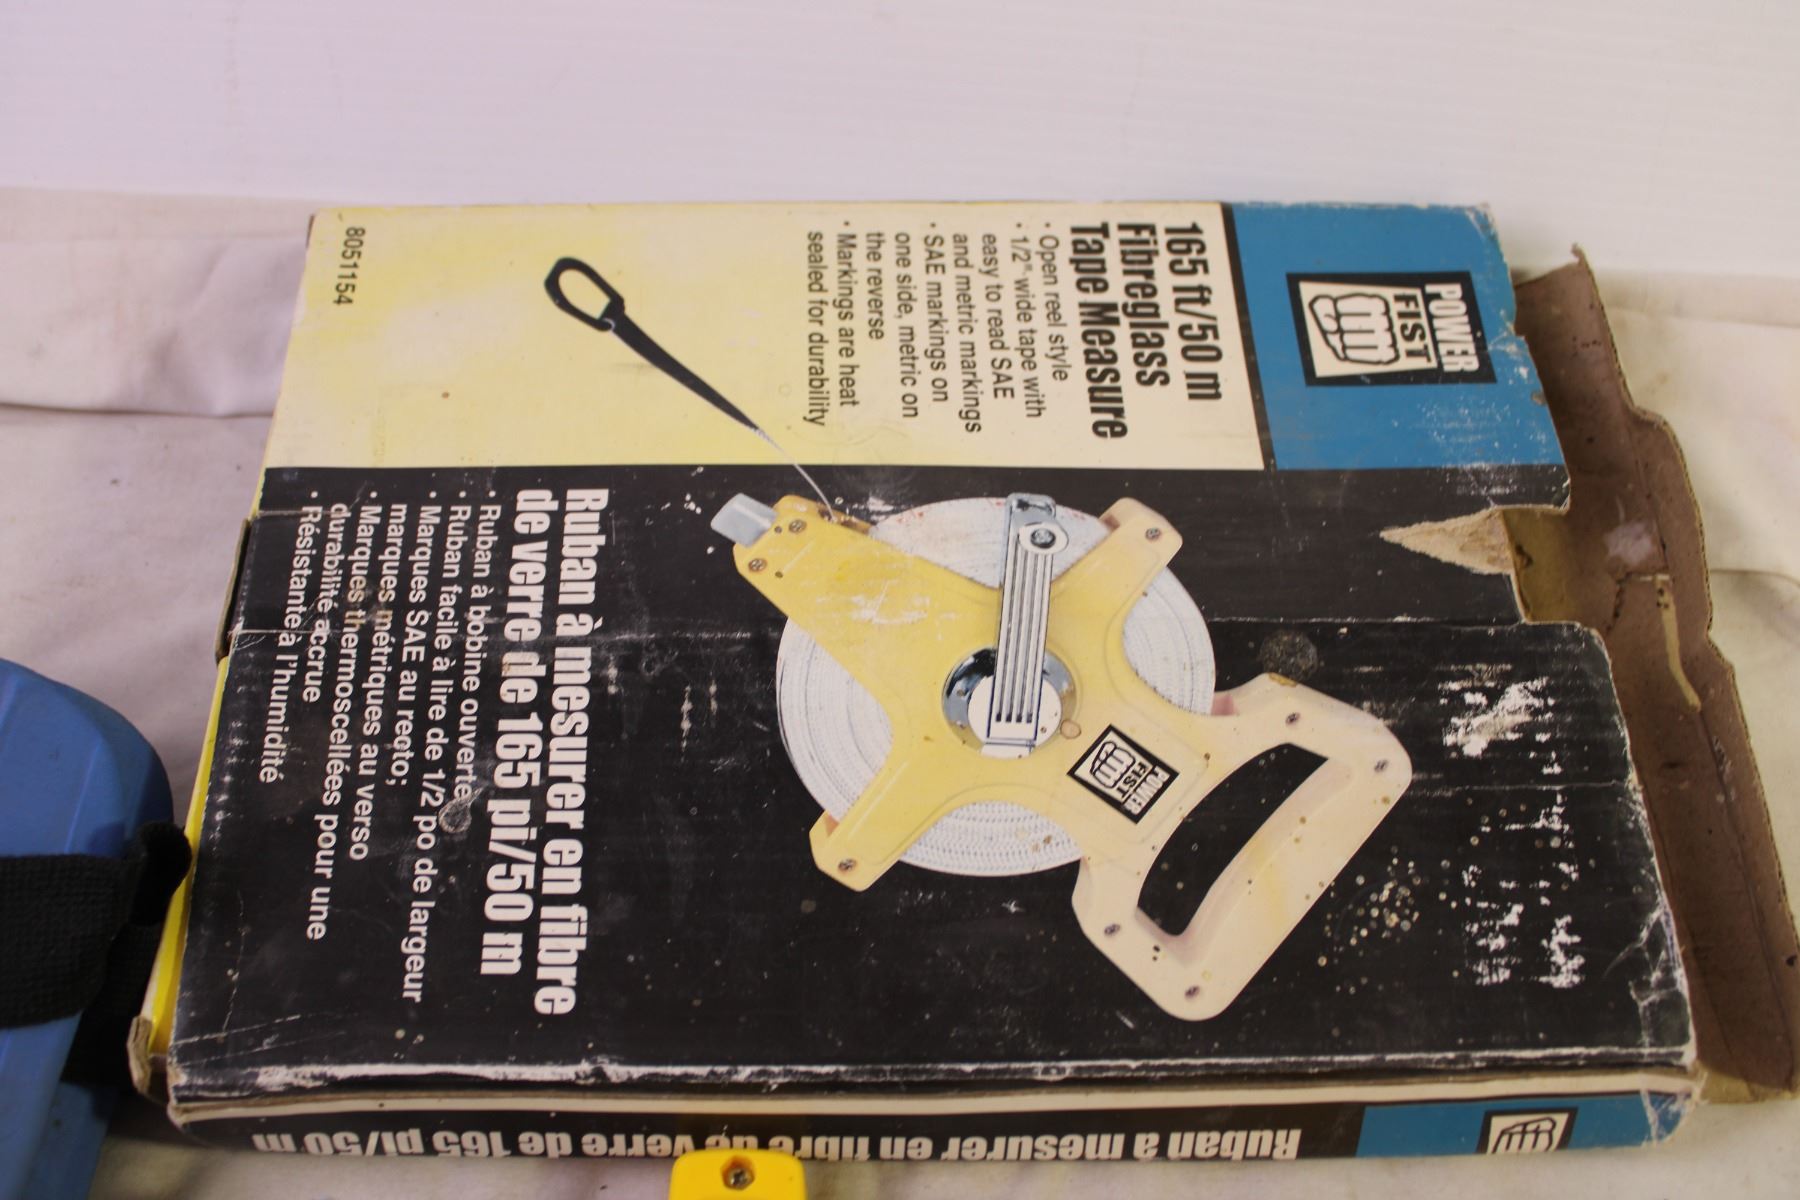 POWER
FIST
165 ft/50 m
Fibreglass
Tape Measure
· Open reel style
· 1/2" wide tape with
easy to read SAE
and metric markings
· SAE markings on
one side, metric on
the reverse
· Markings are heat
sealed for durability
8051154
POWER
FIST
Ruban à mesurer en fibre
de verre de 165 pi/50 m
· Ruban à bobine ouverte
· Ruban facile à lire de 1/2 po de largeur
· Marques SAE au recto;
marques métriques au verso
· Marques thermoscellées pour une
durabilité accrue
· Résistante à l'humidité
Ruban à mesurer en fibre de verre de 165 pi/50 m